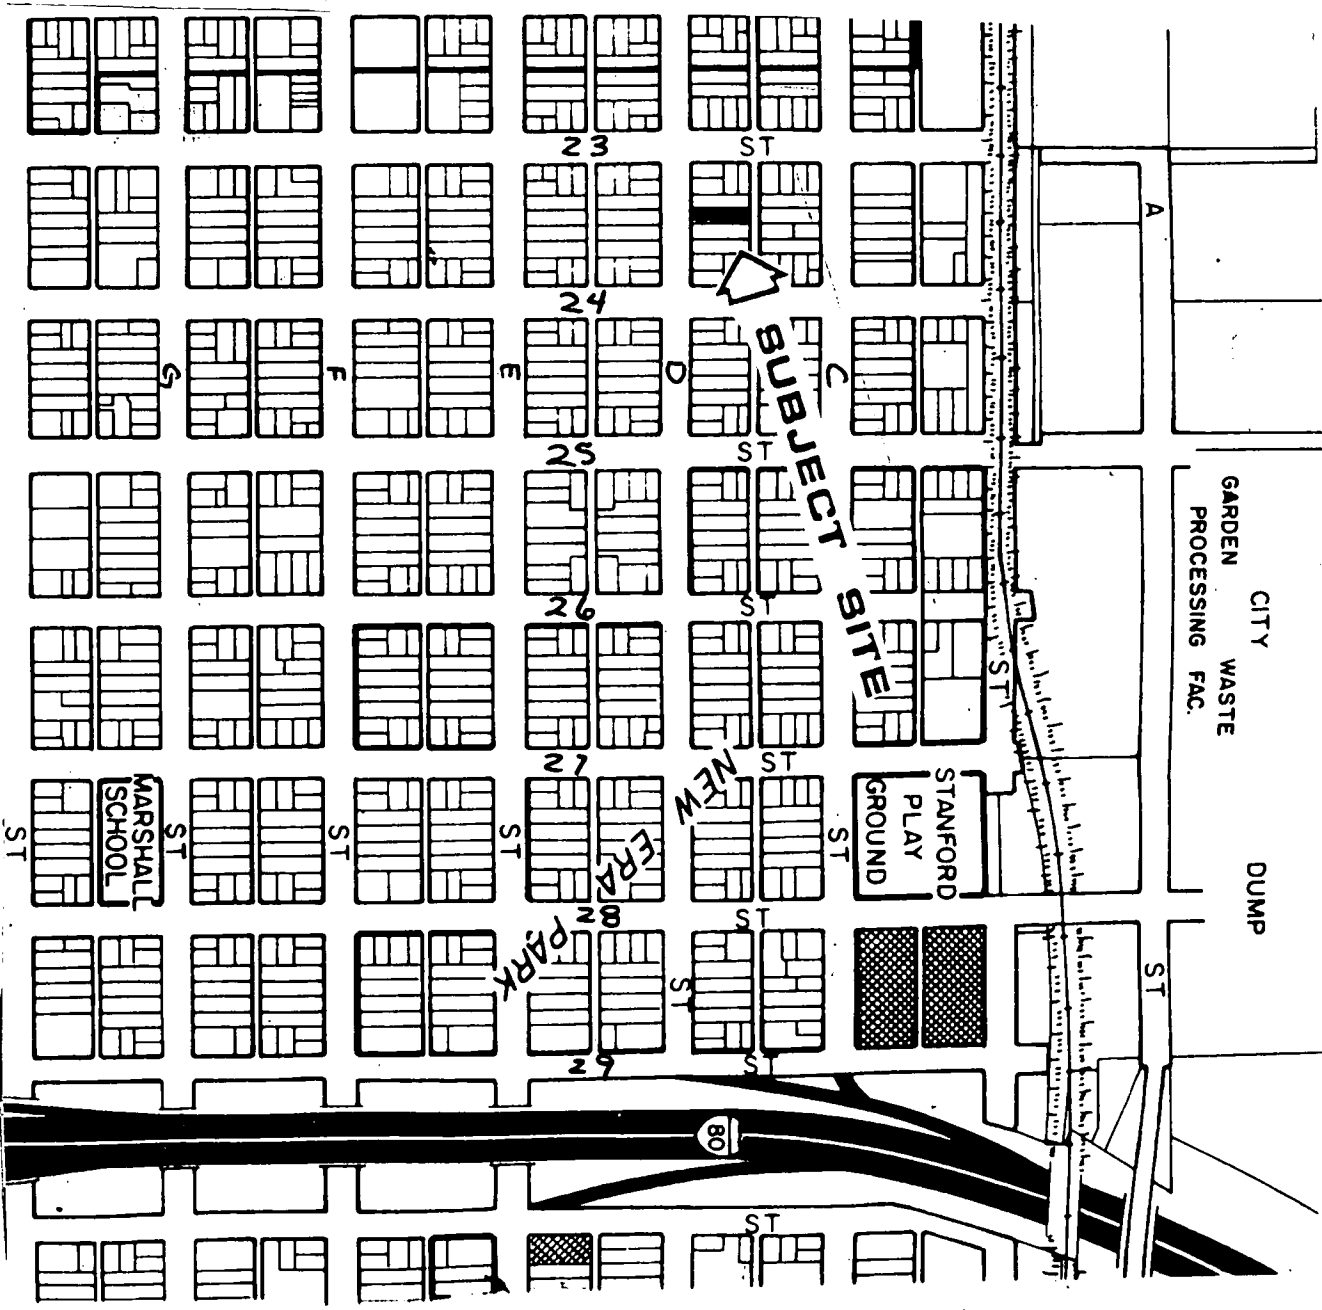 23 ST
A
24
SUBJECT SITE
G F E D C
25 ST
GARDEN CITY WASTE DUMP
PROCESSING FAC.
26 ST
ST
NEW ERA PARK
27 ST
ST
MARSHALL
SCHOOL
ST
ST
ST
ST
STANFORD
PLAY
GROUND
28 ST
ST
ST
29 ST
80
ST